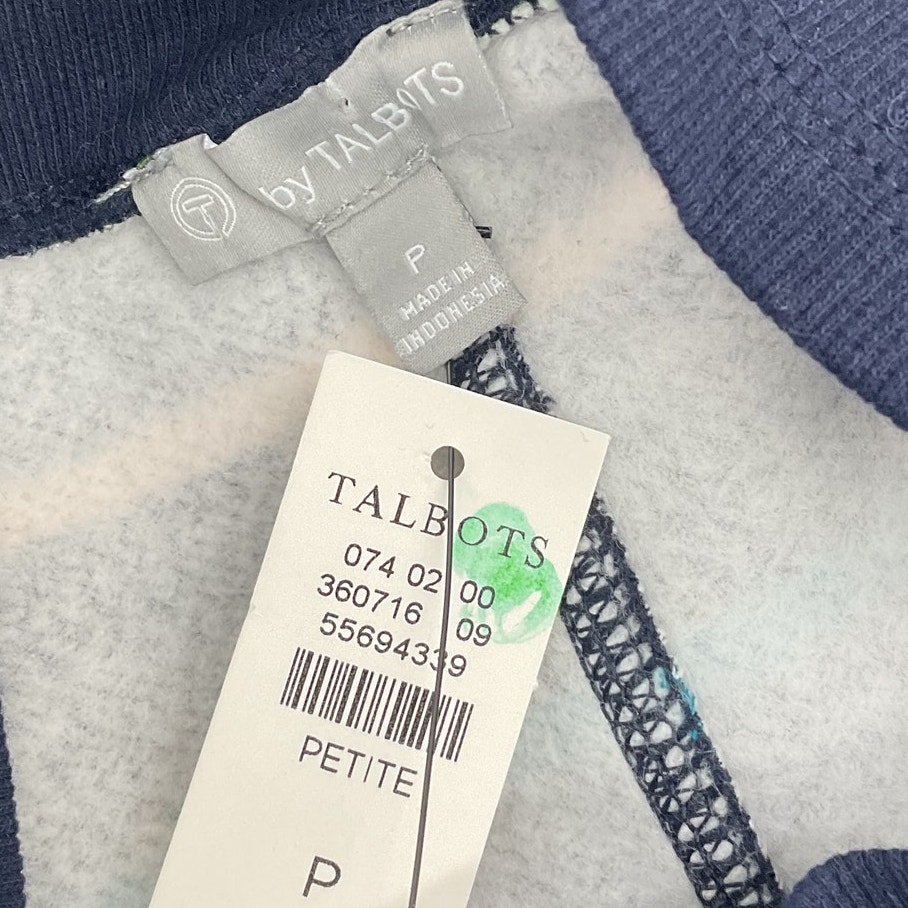 T by TALBOTS
P
MADE IN
INDONESIA
TALBOTS
074 02 00
360716 09
55694339
PETITE
P